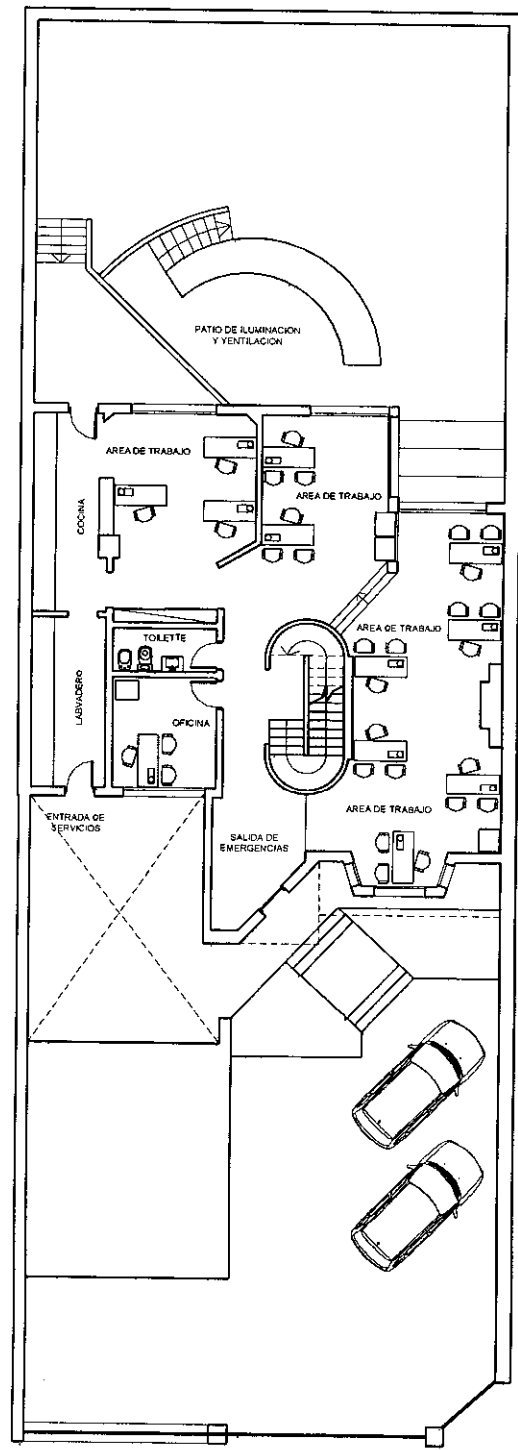 PATIO DE ILUMINACION
Y VENTILACION
AREA DE TRABAJO
AREA DE TRABAJO
COCINA
AREA DE TRABAJO
TOILETTE
LABVADERO
OFICINA
AREA DE TRABAJO
ENTRADA DE
SERVICIOS
SALIDA DE
EMERGENCIAS